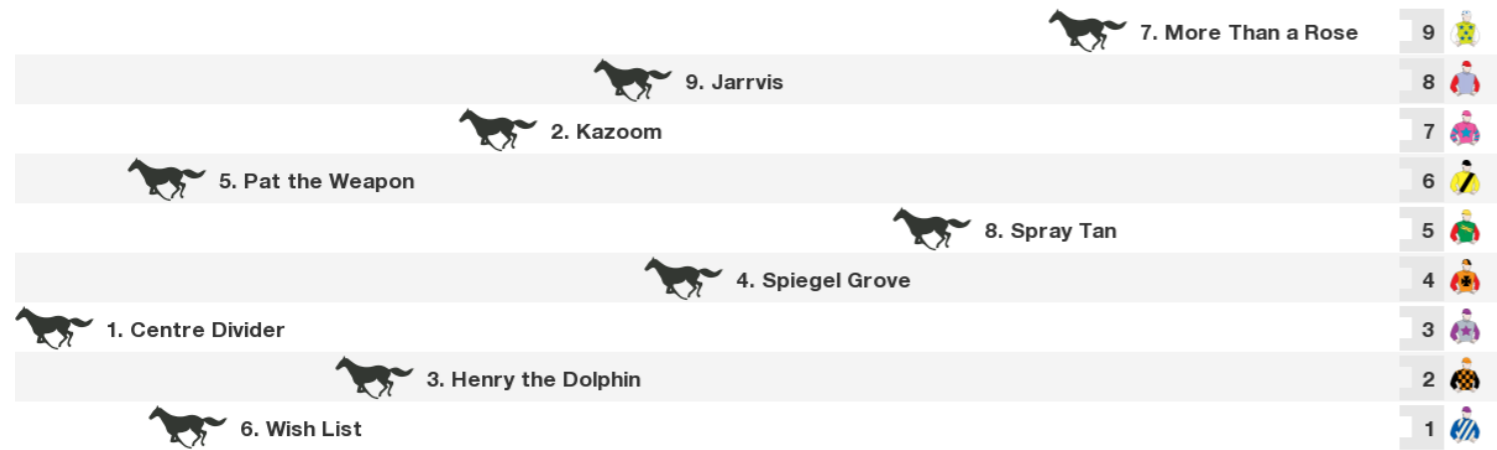 7. More Than a Rose 9
9. Jarrvis 8
2. Kazoom 7
5. Pat the Weapon 6
8. Spray Tan 5
4. Spiegel Grove 4
1. Centre Divider 3
3. Henry the Dolphin 2
6. Wish List 1